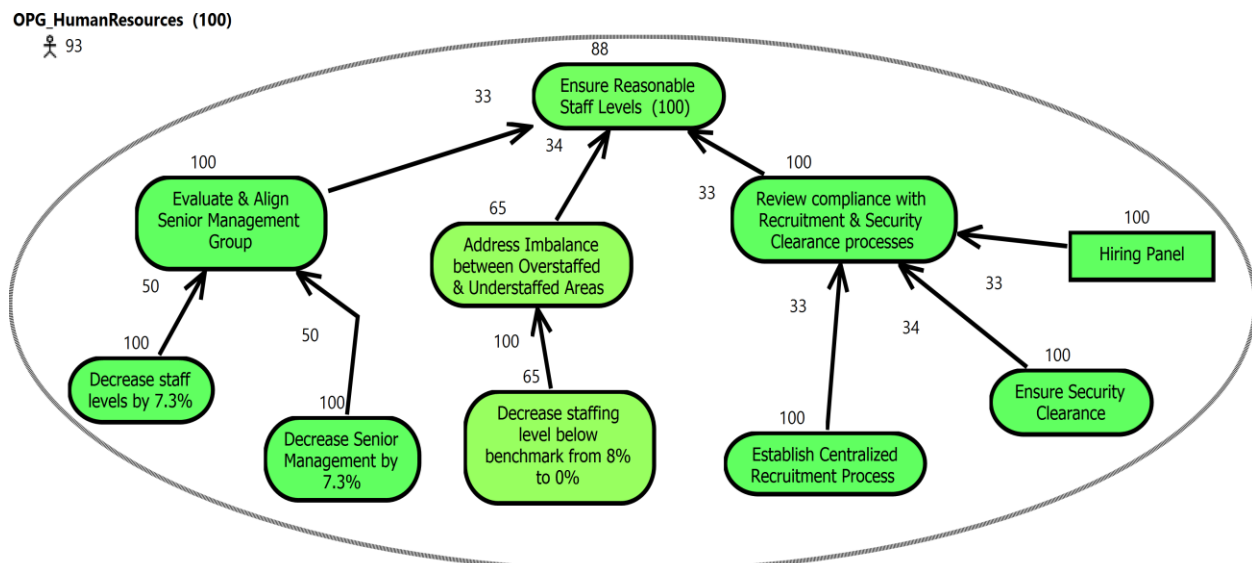 OPG_HumanResources (100)
93
88
Ensure Reasonable
Staff Levels (100)
33
34
33
100
Evaluate & Align
Senior Management
Group
65
Address Imbalance
between Overstaffed
& Understaffed Areas
100
Review compliance with
Recruitment & Security
Clearance processes
100
Hiring Panel
50
50
100
33
34
33
100
Decrease staff
levels by 7.3%
100
Decrease Senior
Management by
7.3%
65
Decrease staffing
level below
benchmark from 8%
to 0%
100
Establish Centralized
Recruitment Process
100
Ensure Security
Clearance